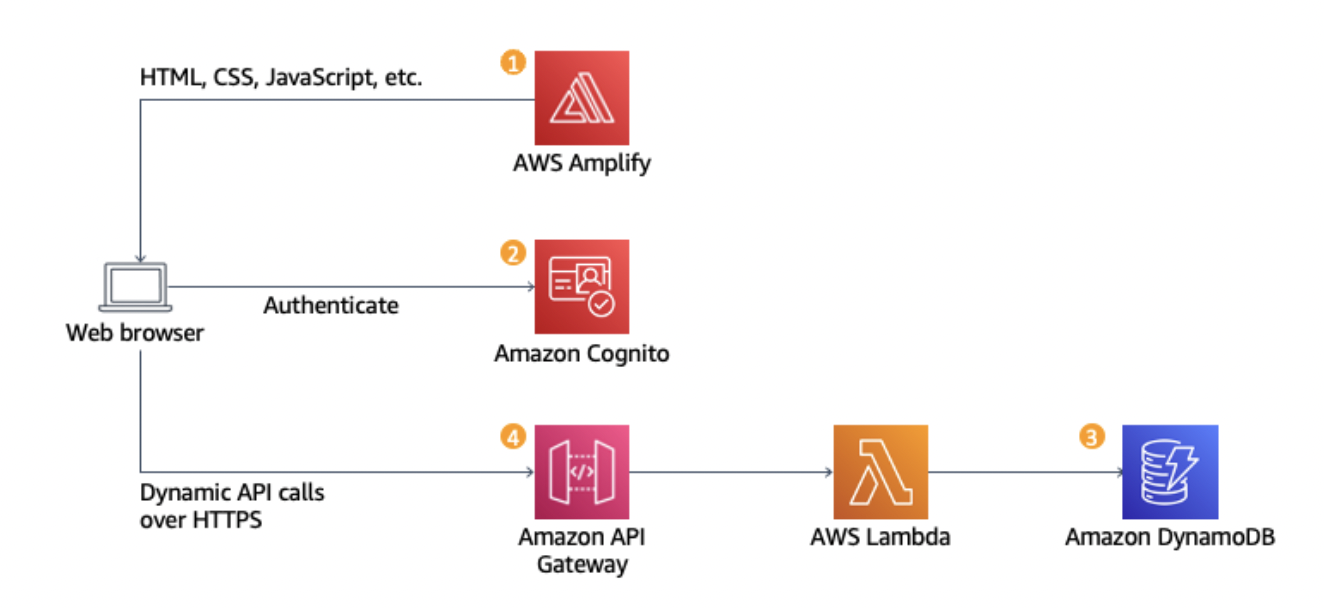 HTML, CSS, JavaScript, etc.
1
AWS Amplify
2
Authenticate
Web browser
Amazon Cognito
4
3
Dynamic API calls
over HTTPS
</>
Amazon API
Gateway
AWS Lambda
Amazon DynamoDB